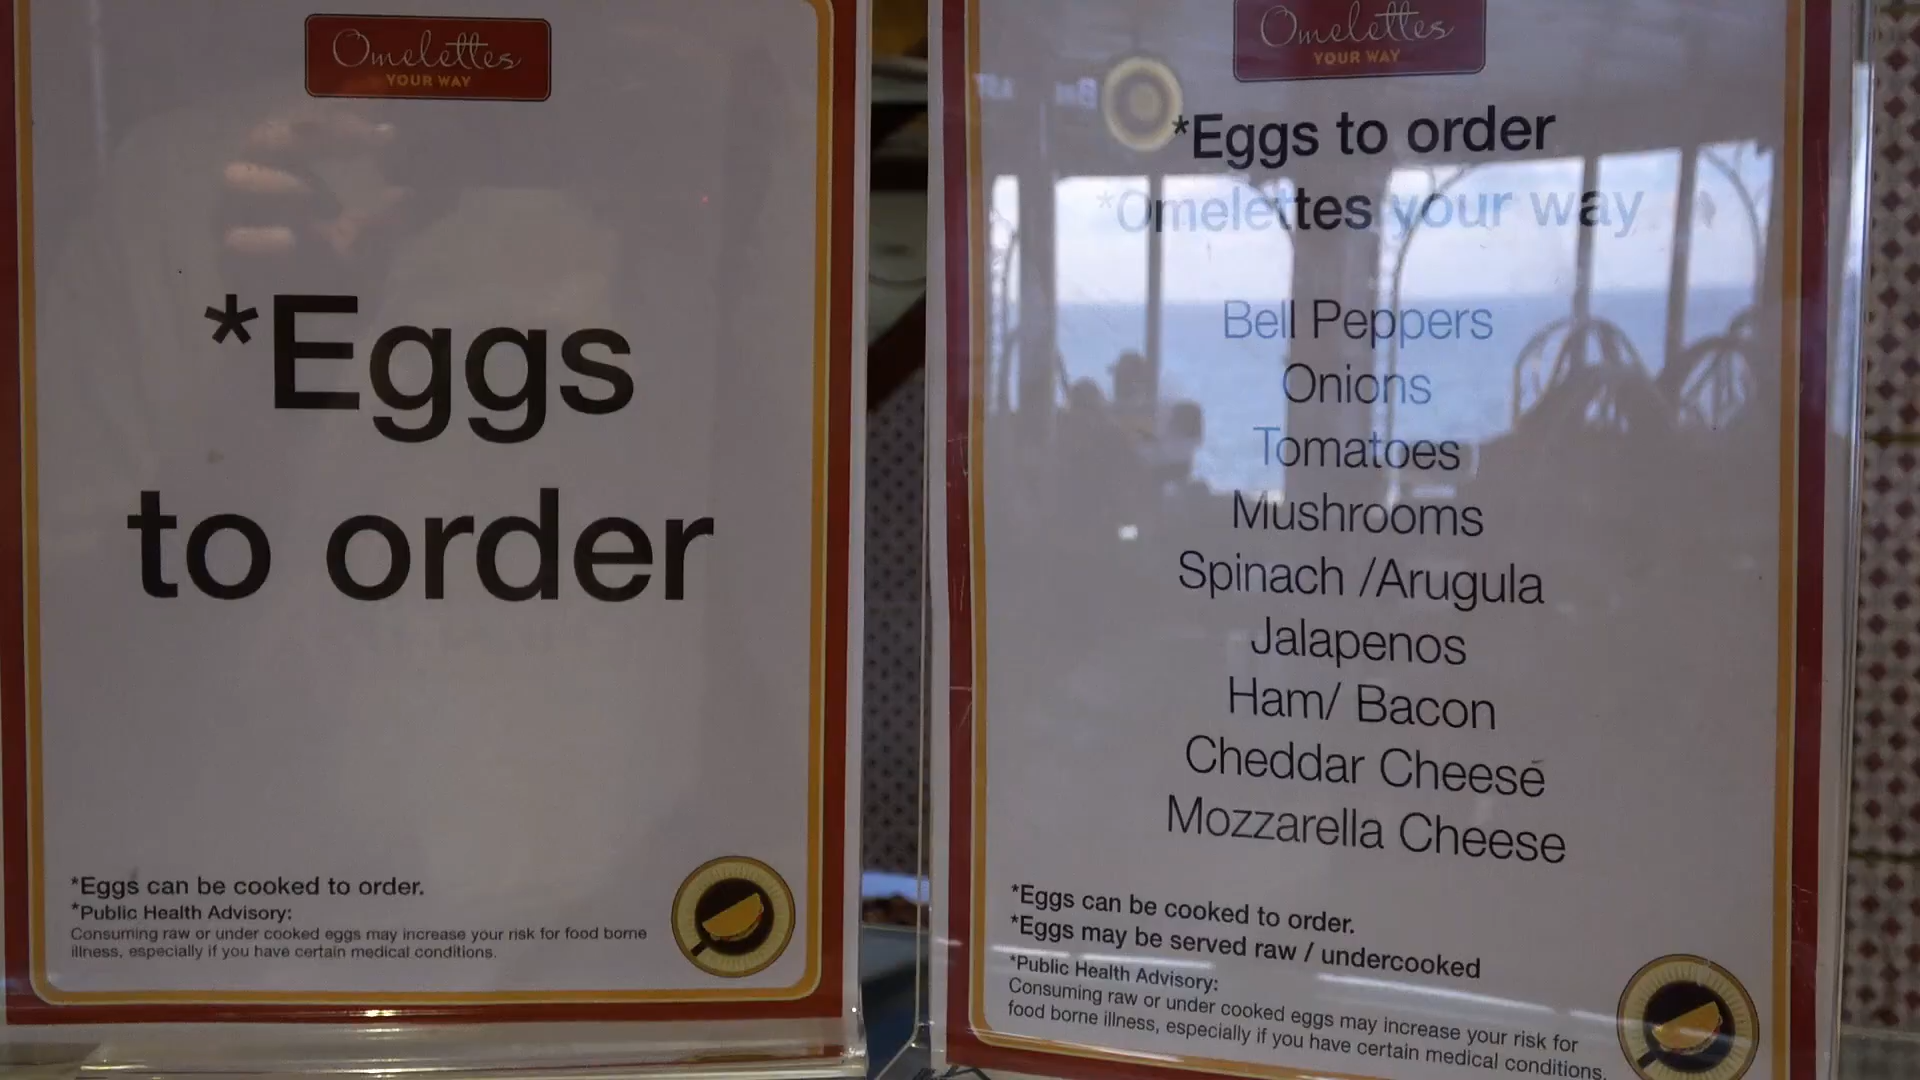 Omelettes
YOUR WAY
*Eggs
to order
*Eggs can be cooked to order.
*Public Health Advisory:
Consuming raw or under cooked eggs may increase your risk for food borne
illness, especially if you have certain medical conditions.
Omelettes
YOUR WAY
*Eggs to order
*Omelettes your way
Bell Peppers
Onions
Tomatoes
Mushrooms
Spinach /Arugula
Jalapenos
Ham/ Bacon
Cheddar Cheese
Mozzarella Cheese
*Eggs can be cooked to order.
*Eggs may be served raw / undercooked
*Public Health Advisory:
Consuming raw or under cooked eggs may increase your risk for
food borne illness, especially if you have certain medical conditions.